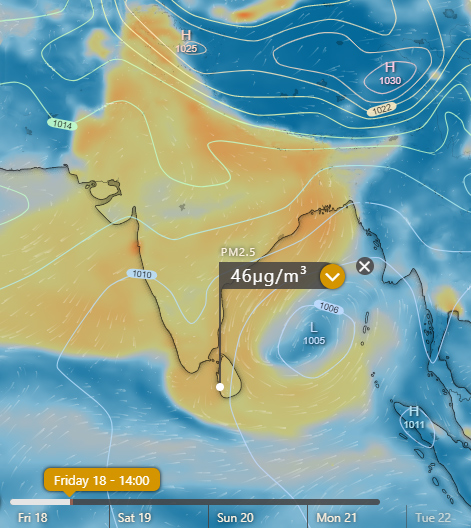 H
1025
H
1030
1022
1014
PM2.5
46µg/m³
1010
1006
L
1005
H
1011
Friday 18 - 14:00
Fri 18
Sat 19
Sun 20
Mon 21
Tue 22